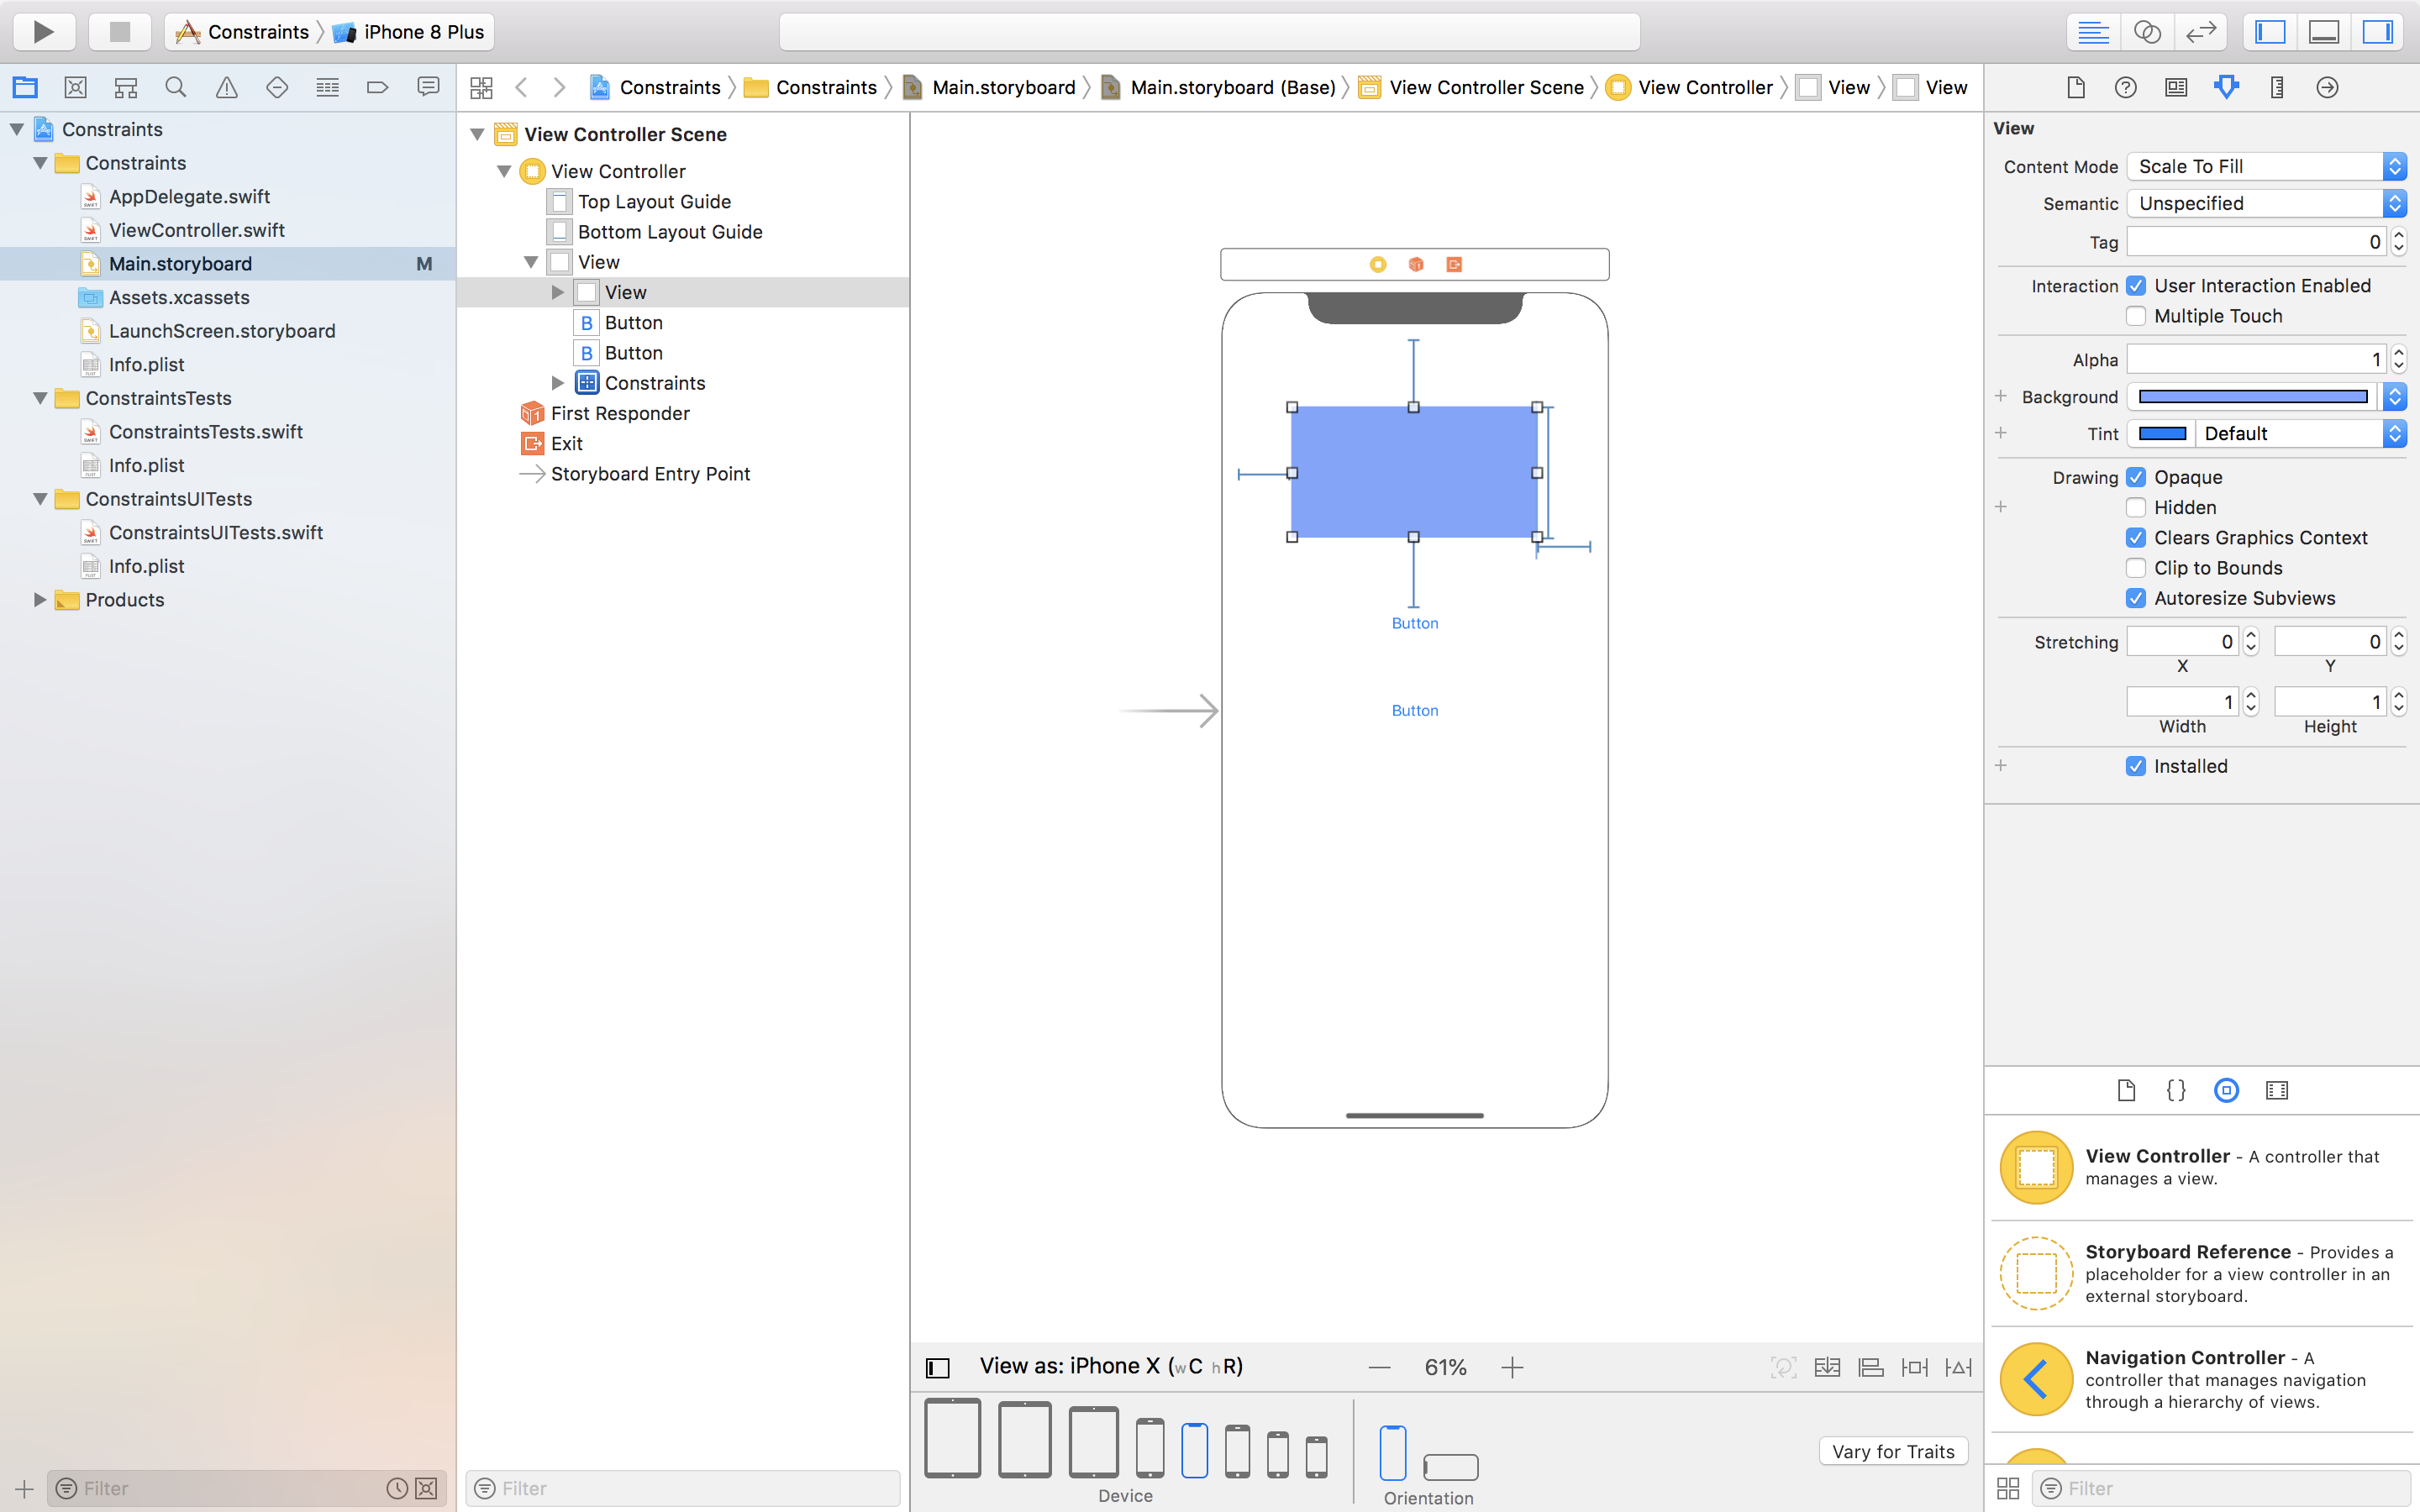 Constraints iPhone 8 Plus
Constraints Constraints Main.storyboard Main.storyboard (Base) View Controller Scene View Controller View View
Constraints
Constraints
AppDelegate.swift
ViewController.swift
Main.storyboard M
Assets.xcassets
LaunchScreen.storyboard
Info.plist
ConstraintsTests
ConstraintsTests.swift
Info.plist
ConstraintsUITests
ConstraintsUITests.swift
Info.plist
Products
Filter
View Controller Scene
View Controller
Top Layout Guide
Bottom Layout Guide
View
View
B Button
B Button
Constraints
First Responder
Exit
Storyboard Entry Point
Filter
Button
Button
View as: iPhone X (wC hR)
61%
Device
Orientation
Vary for Traits
View
Content Mode Scale To Fill
Semantic Unspecified
Tag 0
Interaction User Interaction Enabled
Multiple Touch
Alpha 1
Background
Tint Default
Drawing Opaque
Hidden
Clears Graphics Context
Clip to Bounds
Autoresize Subviews
Stretching 0 0
X Y
1 1
Width Height
Installed
{}
View Controller - A controller that
manages a view.
Storyboard Reference - Provides a
placeholder for a view controller in an
external storyboard.
Navigation Controller - A
controller that manages navigation
through a hierarchy of views.
Filter